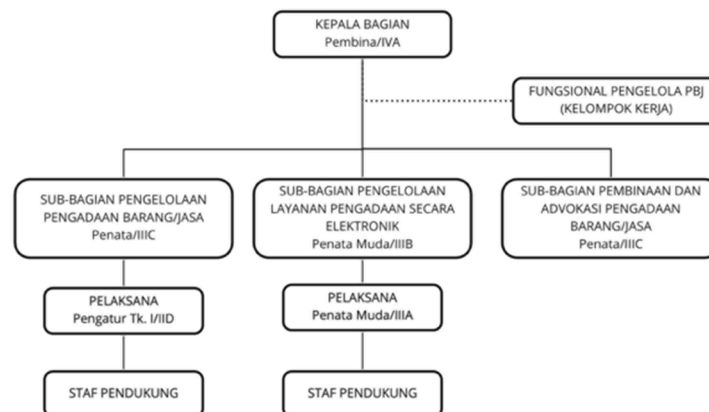 KEPALA BAGIAN
Pembina/IVA
FUNGSIONAL PENGELOLA PBJ
(KELOMPOK KERJA)
SUB-BAGIAN PENGELOLAAN
PENGADAAN BARANG/JASA
Penata/IIIC
SUB-BAGIAN PENGELOLAAN
LAYANAN PENGADAAN SECARA
ELEKTRONIK
Penata Muda/IIIB
SUB-BAGIAN PEMBINAAN DAN
ADVOKASI PENGADAAN
BARANG/JASA
Penata/IIIC
PELAKSANA
Pengatur Tk. I/IID
PELAKSANA
Penata Muda/IIIA
STAF PENDUKUNG
STAF PENDUKUNG